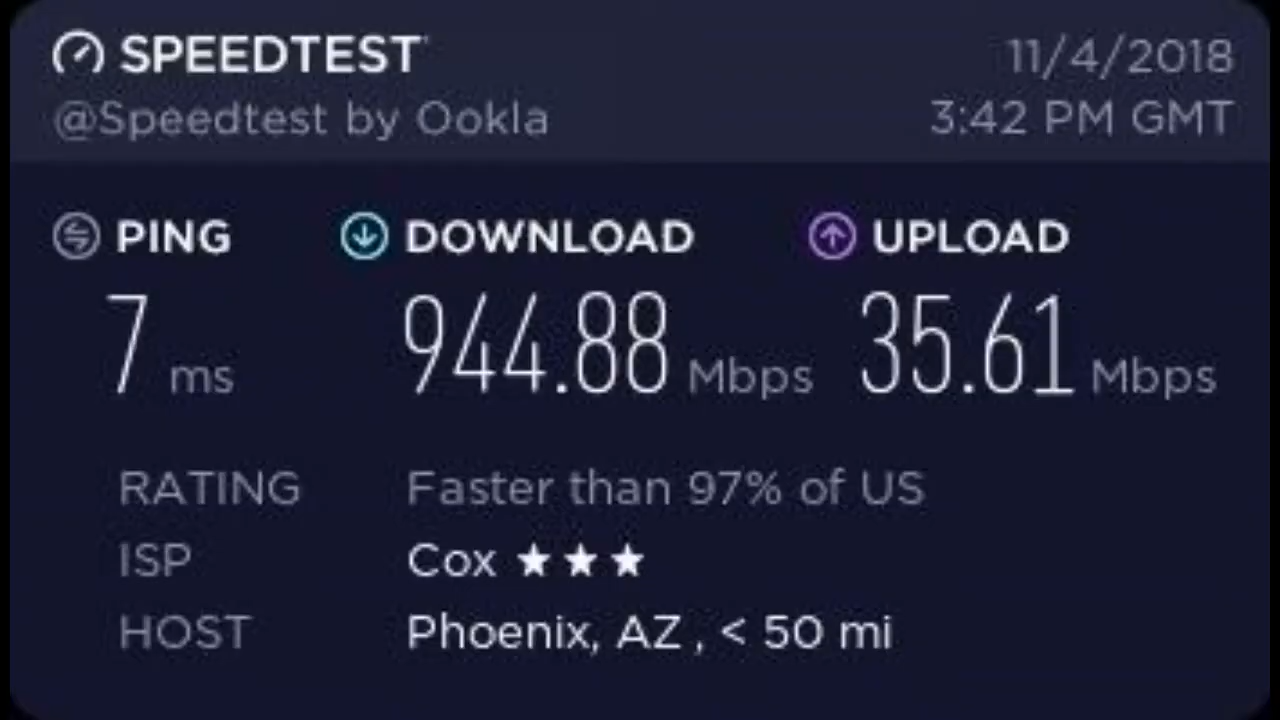 SPEEDTEST 11/4/2018
@Speedtest by Ookla 3:42 PM GMT
PING DOWNLOAD UPLOAD
7 ms 944.88 Mbps 35.61 Mbps
RATING Faster than 97% of US
ISP Cox ★★★
HOST Phoenix, AZ , < 50 mi